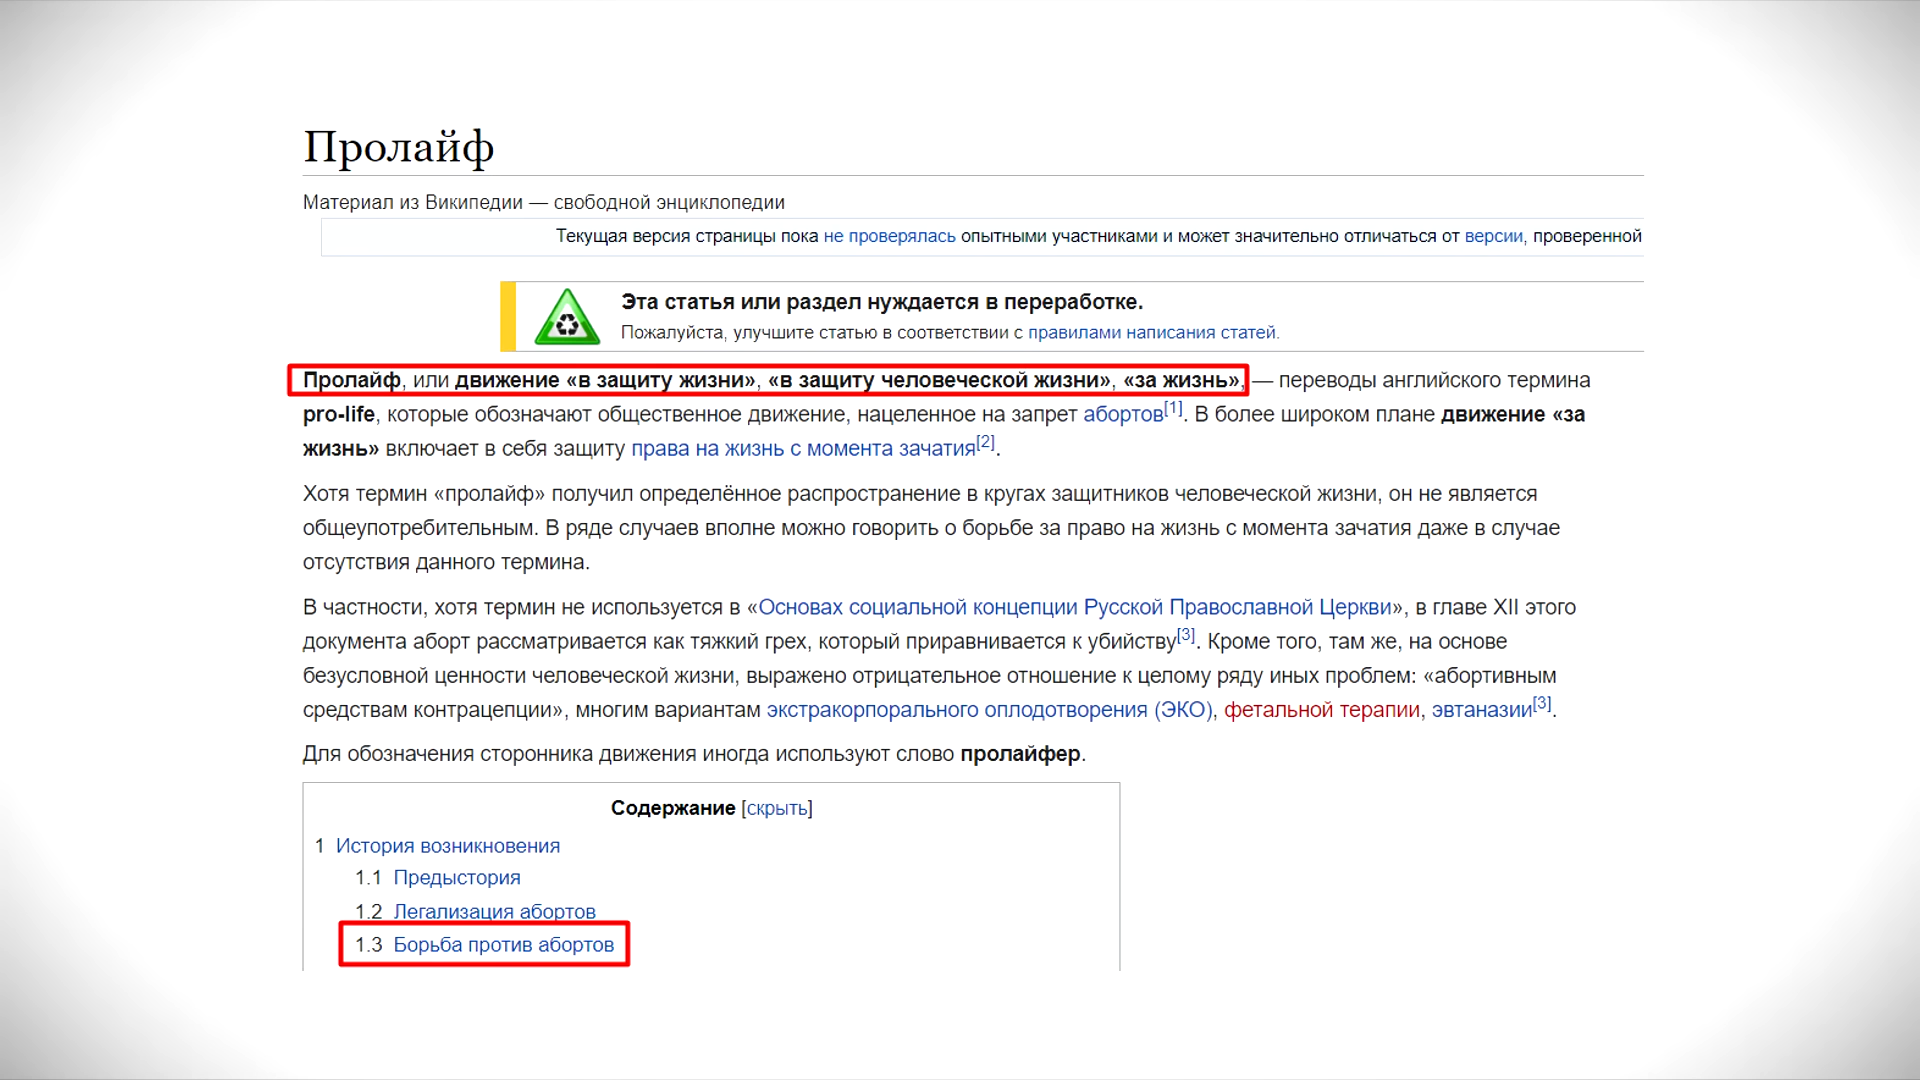 Пролайф
Материал из Википедии — свободной энциклопедии
Текущая версия страницы пока не проверялась опытными участниками и может значительно отличаться от версии, проверенной
Эта статья или раздел нуждается в переработке.
Пожалуйста, улучшите статью в соответствии с правилами написания статей.
Пролайф, или движение «в защиту жизни», «в защиту человеческой жизни», «за жизнь», — переводы английского термина
pro-life, которые обозначают общественное движение, нацеленное на запрет абортов[1]. В более широком плане движение «за
жизнь» включает в себя защиту права на жизнь с момента зачатия[2].
Хотя термин «пролайф» получил определённое распространение в кругах защитников человеческой жизни, он не является
общеупотребительным. В ряде случаев вполне можно говорить о борьбе за право на жизнь с момента зачатия даже в случае
отсутствия данного термина.
В частности, хотя термин не используется в «Основах социальной концепции Русской Православной Церкви», в главе XII этого
документа аборт рассматривается как тяжкий грех, который приравнивается к убийству[3]. Кроме того, там же, на основе
безусловной ценности человеческой жизни, выражено отрицательное отношение к целому ряду иных проблем: «абортивным
средствам контрацепции», многим вариантам экстракорпорального оплодотворения (ЭКО), фетальной терапии, эвтаназии[3].
Для обозначения сторонника движения иногда используют слово пролайфер.
Содержание [скрыть]
1 История возникновения
1.1 Предыстория
1.2 Легализация абортов
1.3 Борьба против абортов